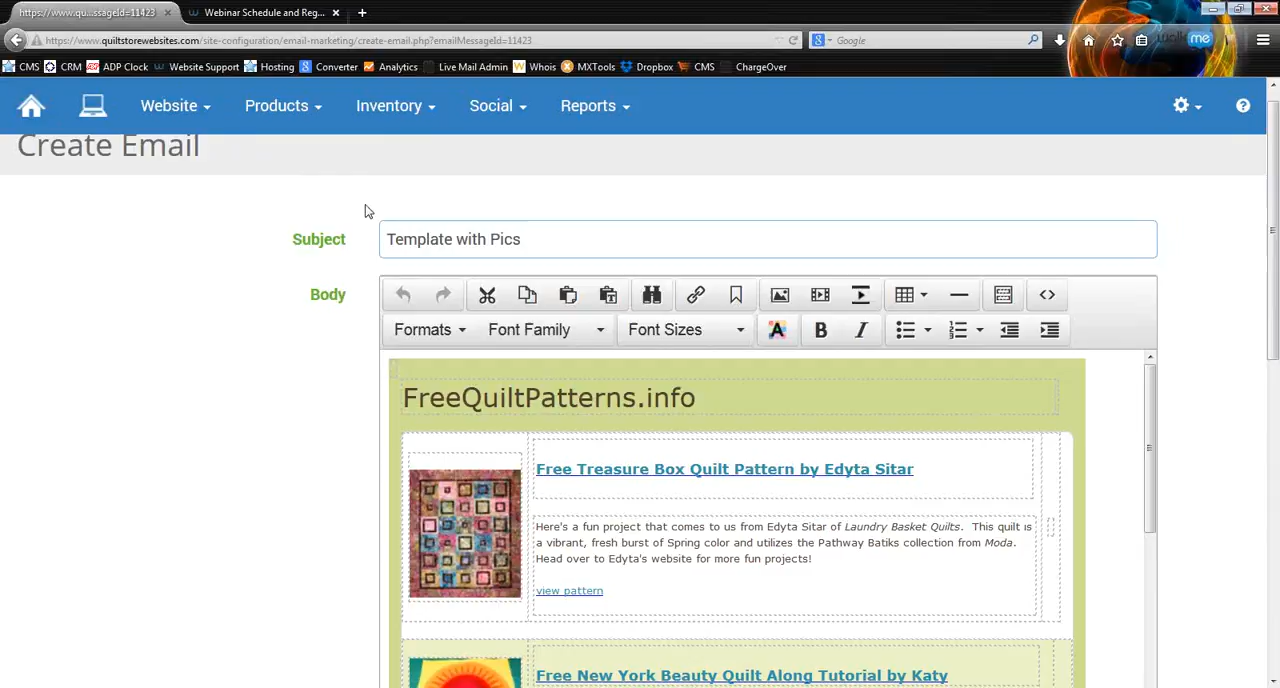 https://www.qu...ssageId=11423 × Webinar Schedule and Reg... × +
https://www.quiltstorewebsites.com/site-configuration/email-marketing/create-email.php?emailMessageId=11423 Google
CMS CRM ADP Clock Website Support Hosting Converter Analytics Live Mail Admin Whois MXTools Dropbox CMS ChargeOver
Website Products Inventory Social Reports
Create Email
Subject Template with Pics
Body
Formats Font Family Font Sizes A B I
FreeQuiltPatterns.info
Free Treasure Box Quilt Pattern by Edyta Sitar
Here's a fun project that comes to us from Edyta Sitar of Laundry Basket Quilts. This quilt is
a vibrant, fresh burst of Spring color and utilizes the Pathway Batiks collection from Moda.
Head over to Edyta's website for more fun projects!
view pattern
Free New York Beauty Quilt Along Tutorial by Katy